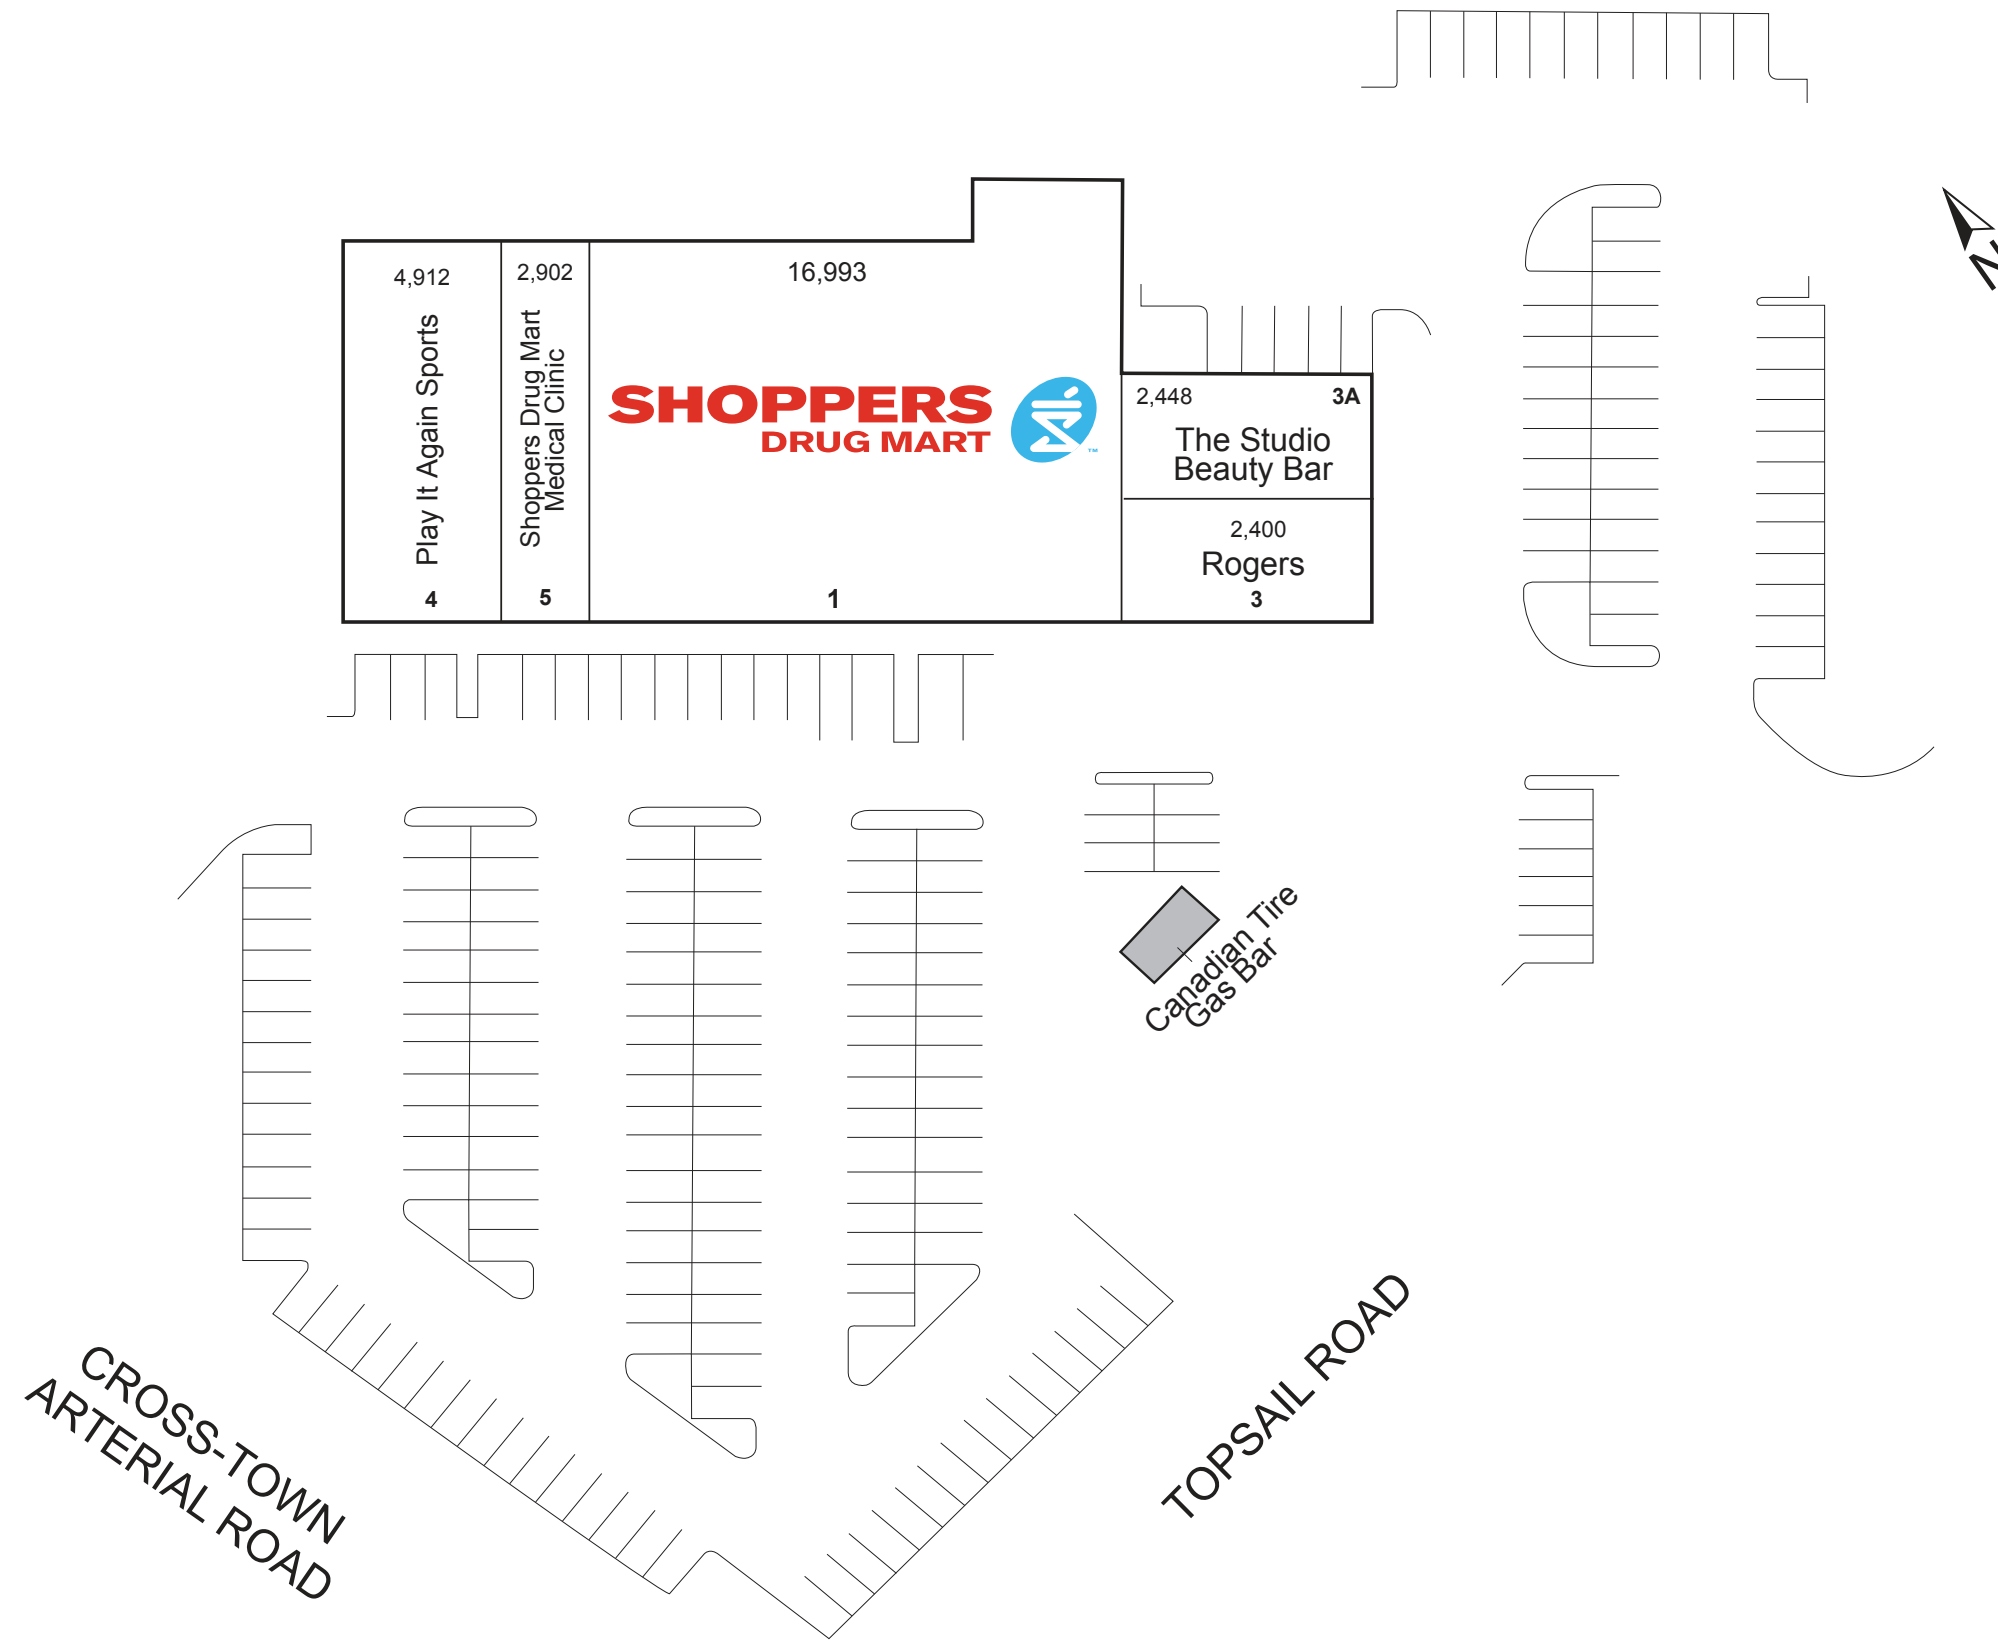 4,912
Play It Again Sports
4
2,902
Shoppers Drug Mart
Medical Clinic
5
16,993
SHOPPERS
DRUG MART
TM
1
2,448
3A
The Studio
Beauty Bar
2,400
Rogers
3
N
Canadian Tire
Gas Bar
CROSS-TOWN
ARTERIAL ROAD
TOPSAIL ROAD